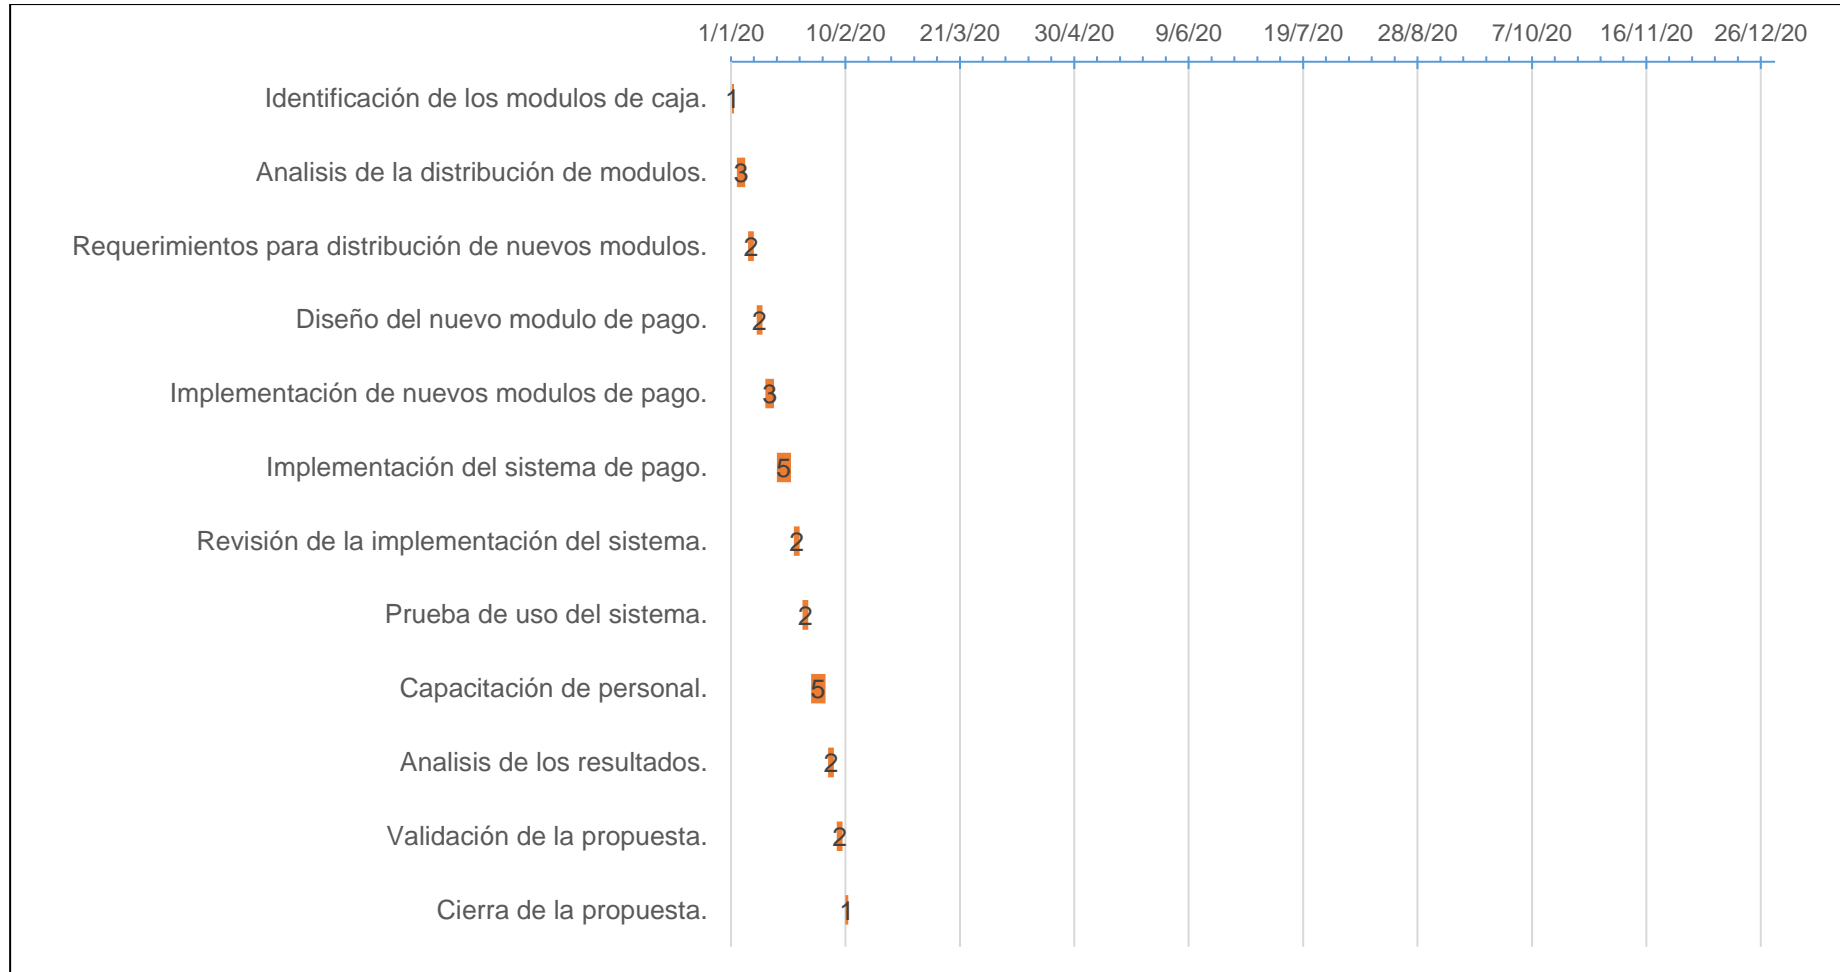 1/1/20 10/2/20 21/3/20 30/4/20 9/6/20 19/7/20 28/8/20 7/10/20 16/11/20 26/12/20
Identificación de los modulos de caja. 1
Analisis de la distribución de modulos. 3
Requerimientos para distribución de nuevos modulos. 2
Diseño del nuevo modulo de pago. 2
Implementación de nuevos modulos de pago. 3
Implementación del sistema de pago. 5
Revisión de la implementación del sistema. 2
Prueba de uso del sistema. 2
Capacitación de personal. 5
Analisis de los resultados. 2
Validación de la propuesta. 2
Cierra de la propuesta. 1